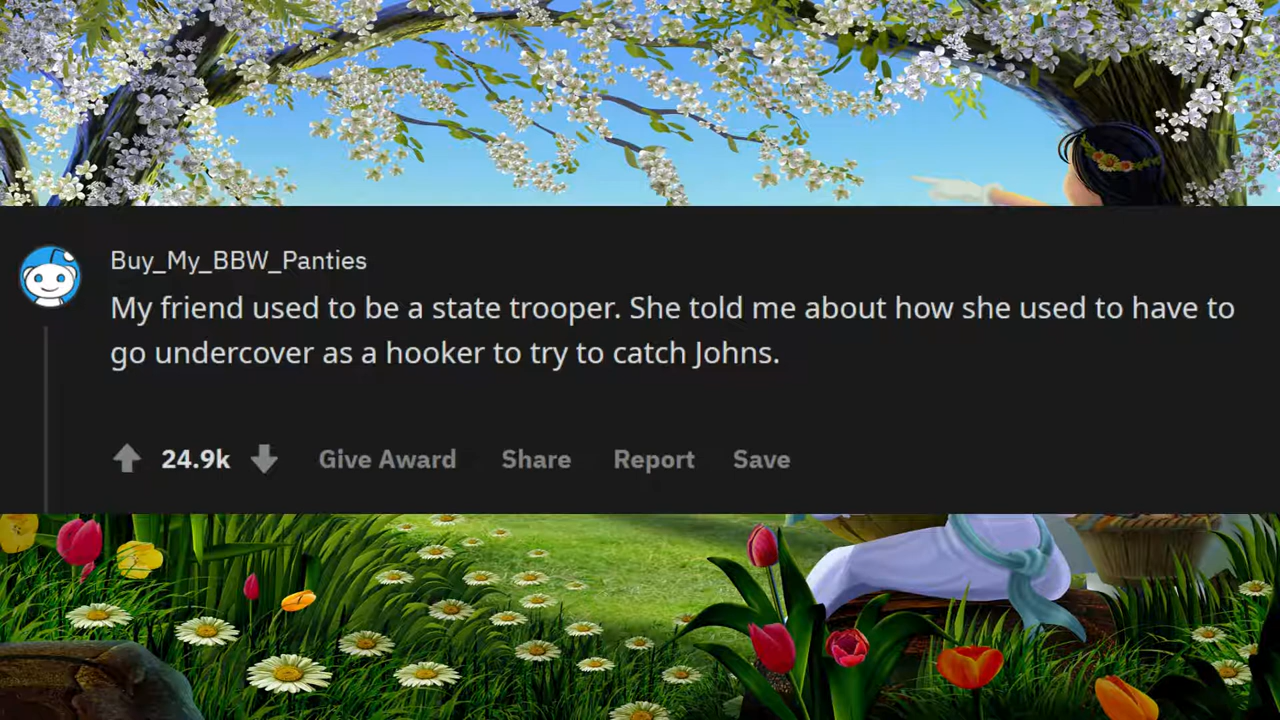 Buy_My_BBW_Panties
My friend used to be a state trooper. She told me about how she used to have to
go undercover as a hooker to try to catch Johns.
24.9k Give Award Share Report Save